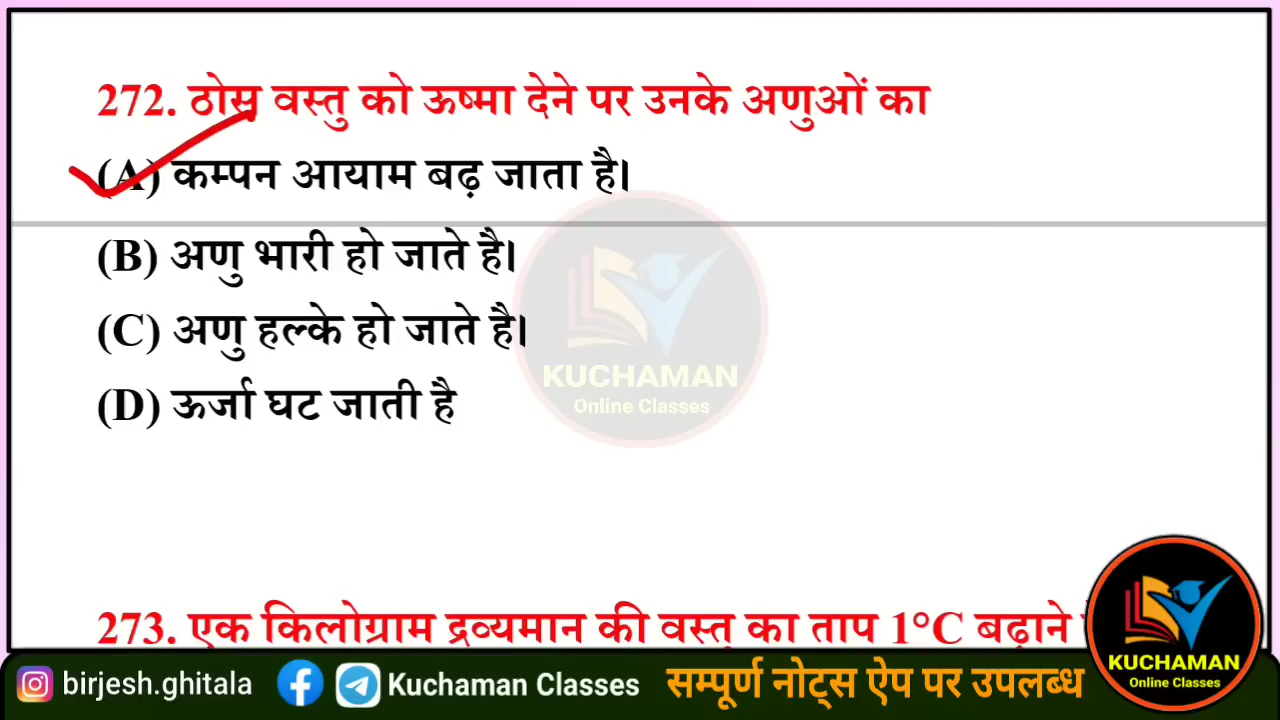 272. ठोस वस्तु को ऊष्मा देने पर उनके अणुओं का
(A) कम्पन आयाम बढ़ जाता है।
(B) अणु भारी हो जाते है।
(C) अणु हल्के हो जाते है।
(D) ऊर्जा घट जाती है
KUCHAMAN
Online Classes
273. एक किलोग्राम द्रव्यमान की वस्तु का ताप 1°C बढ़ाने
KUCHAMAN
Online Classes
birjesh.ghitala Kuchaman Classes सम्पूर्ण नोट्स ऐप पर उपलब्ध